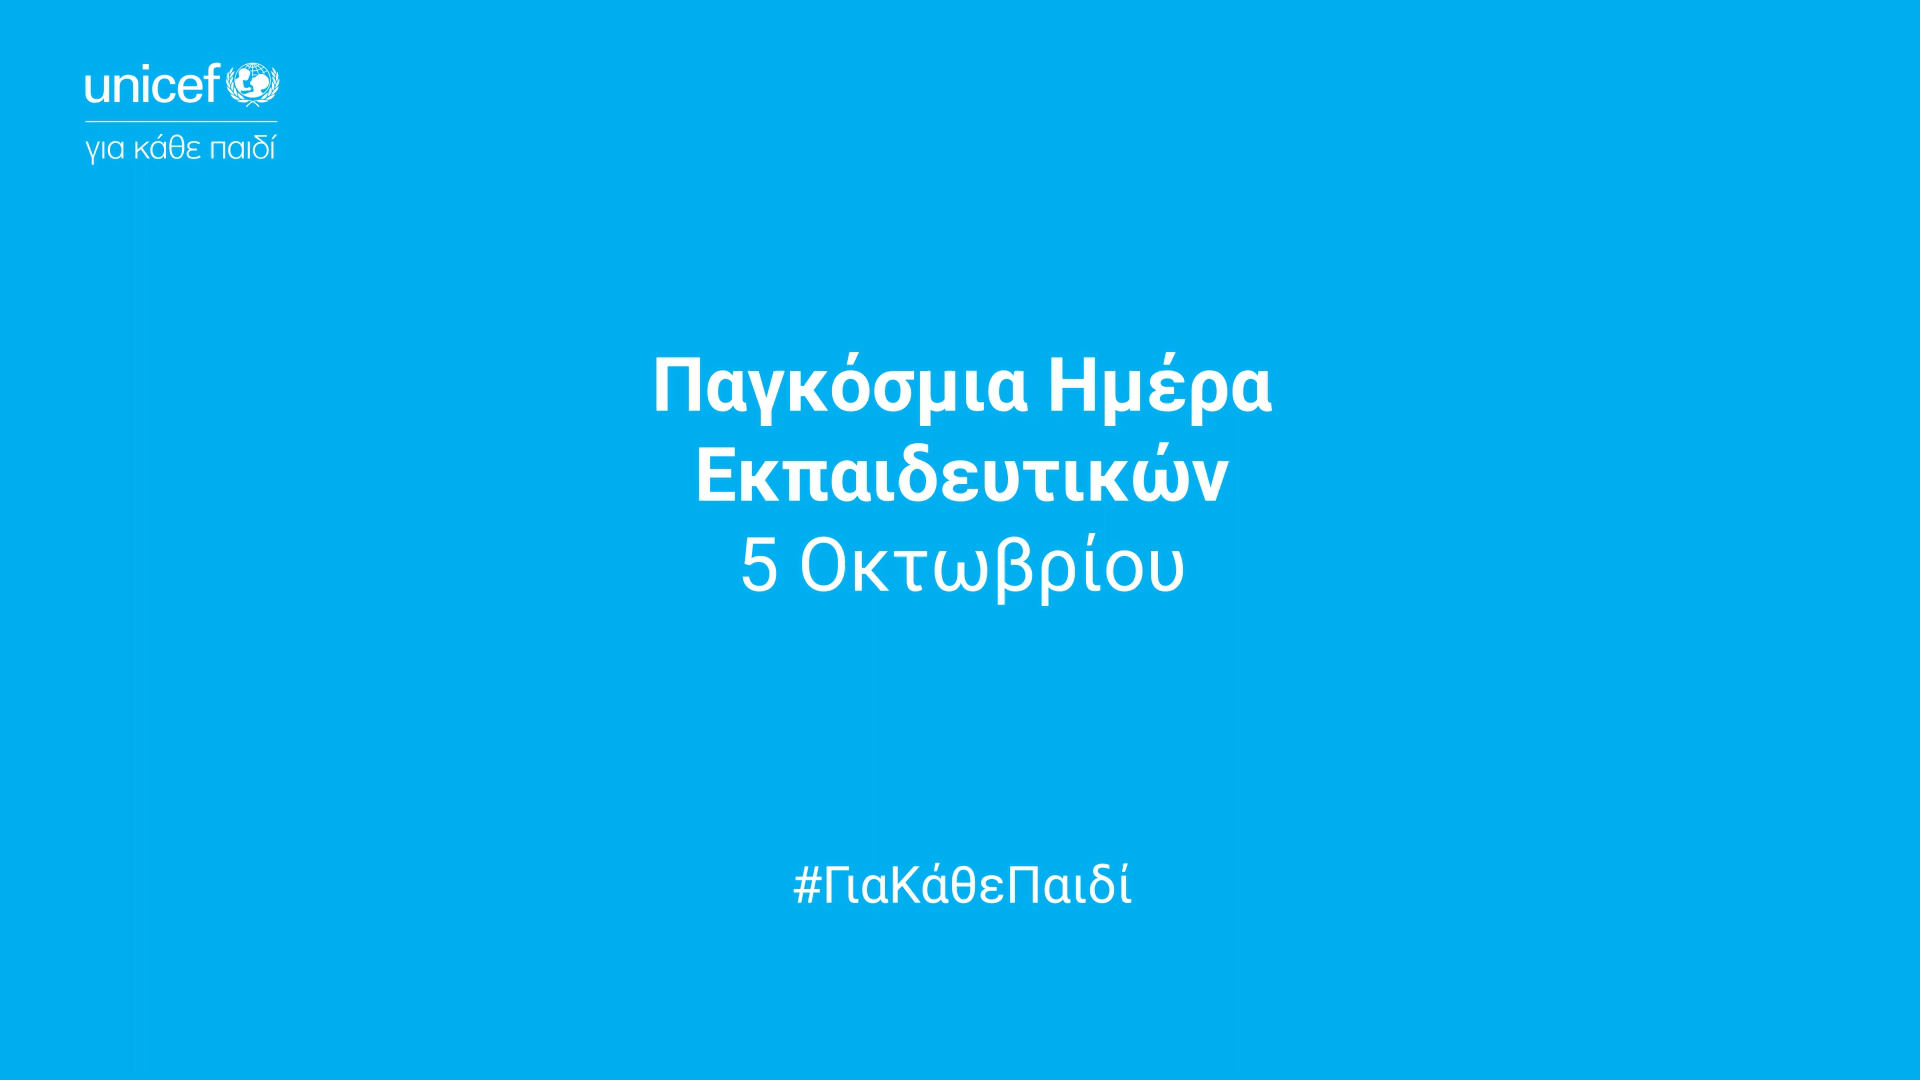 unicef
για κάθε παιδί
Παγκόσμια Ημέρα
Εκπαιδευτικών
5 Οκτωβρίου
#ΓιαΚάθεΠαιδί